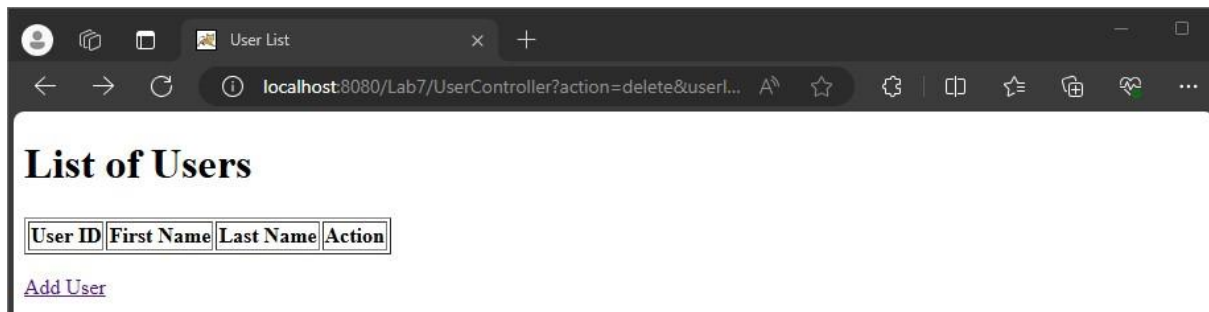 User List
localhost:8080/Lab7/UserController?action=delete&userI...
List of Users
User ID First Name Last Name Action
Add User